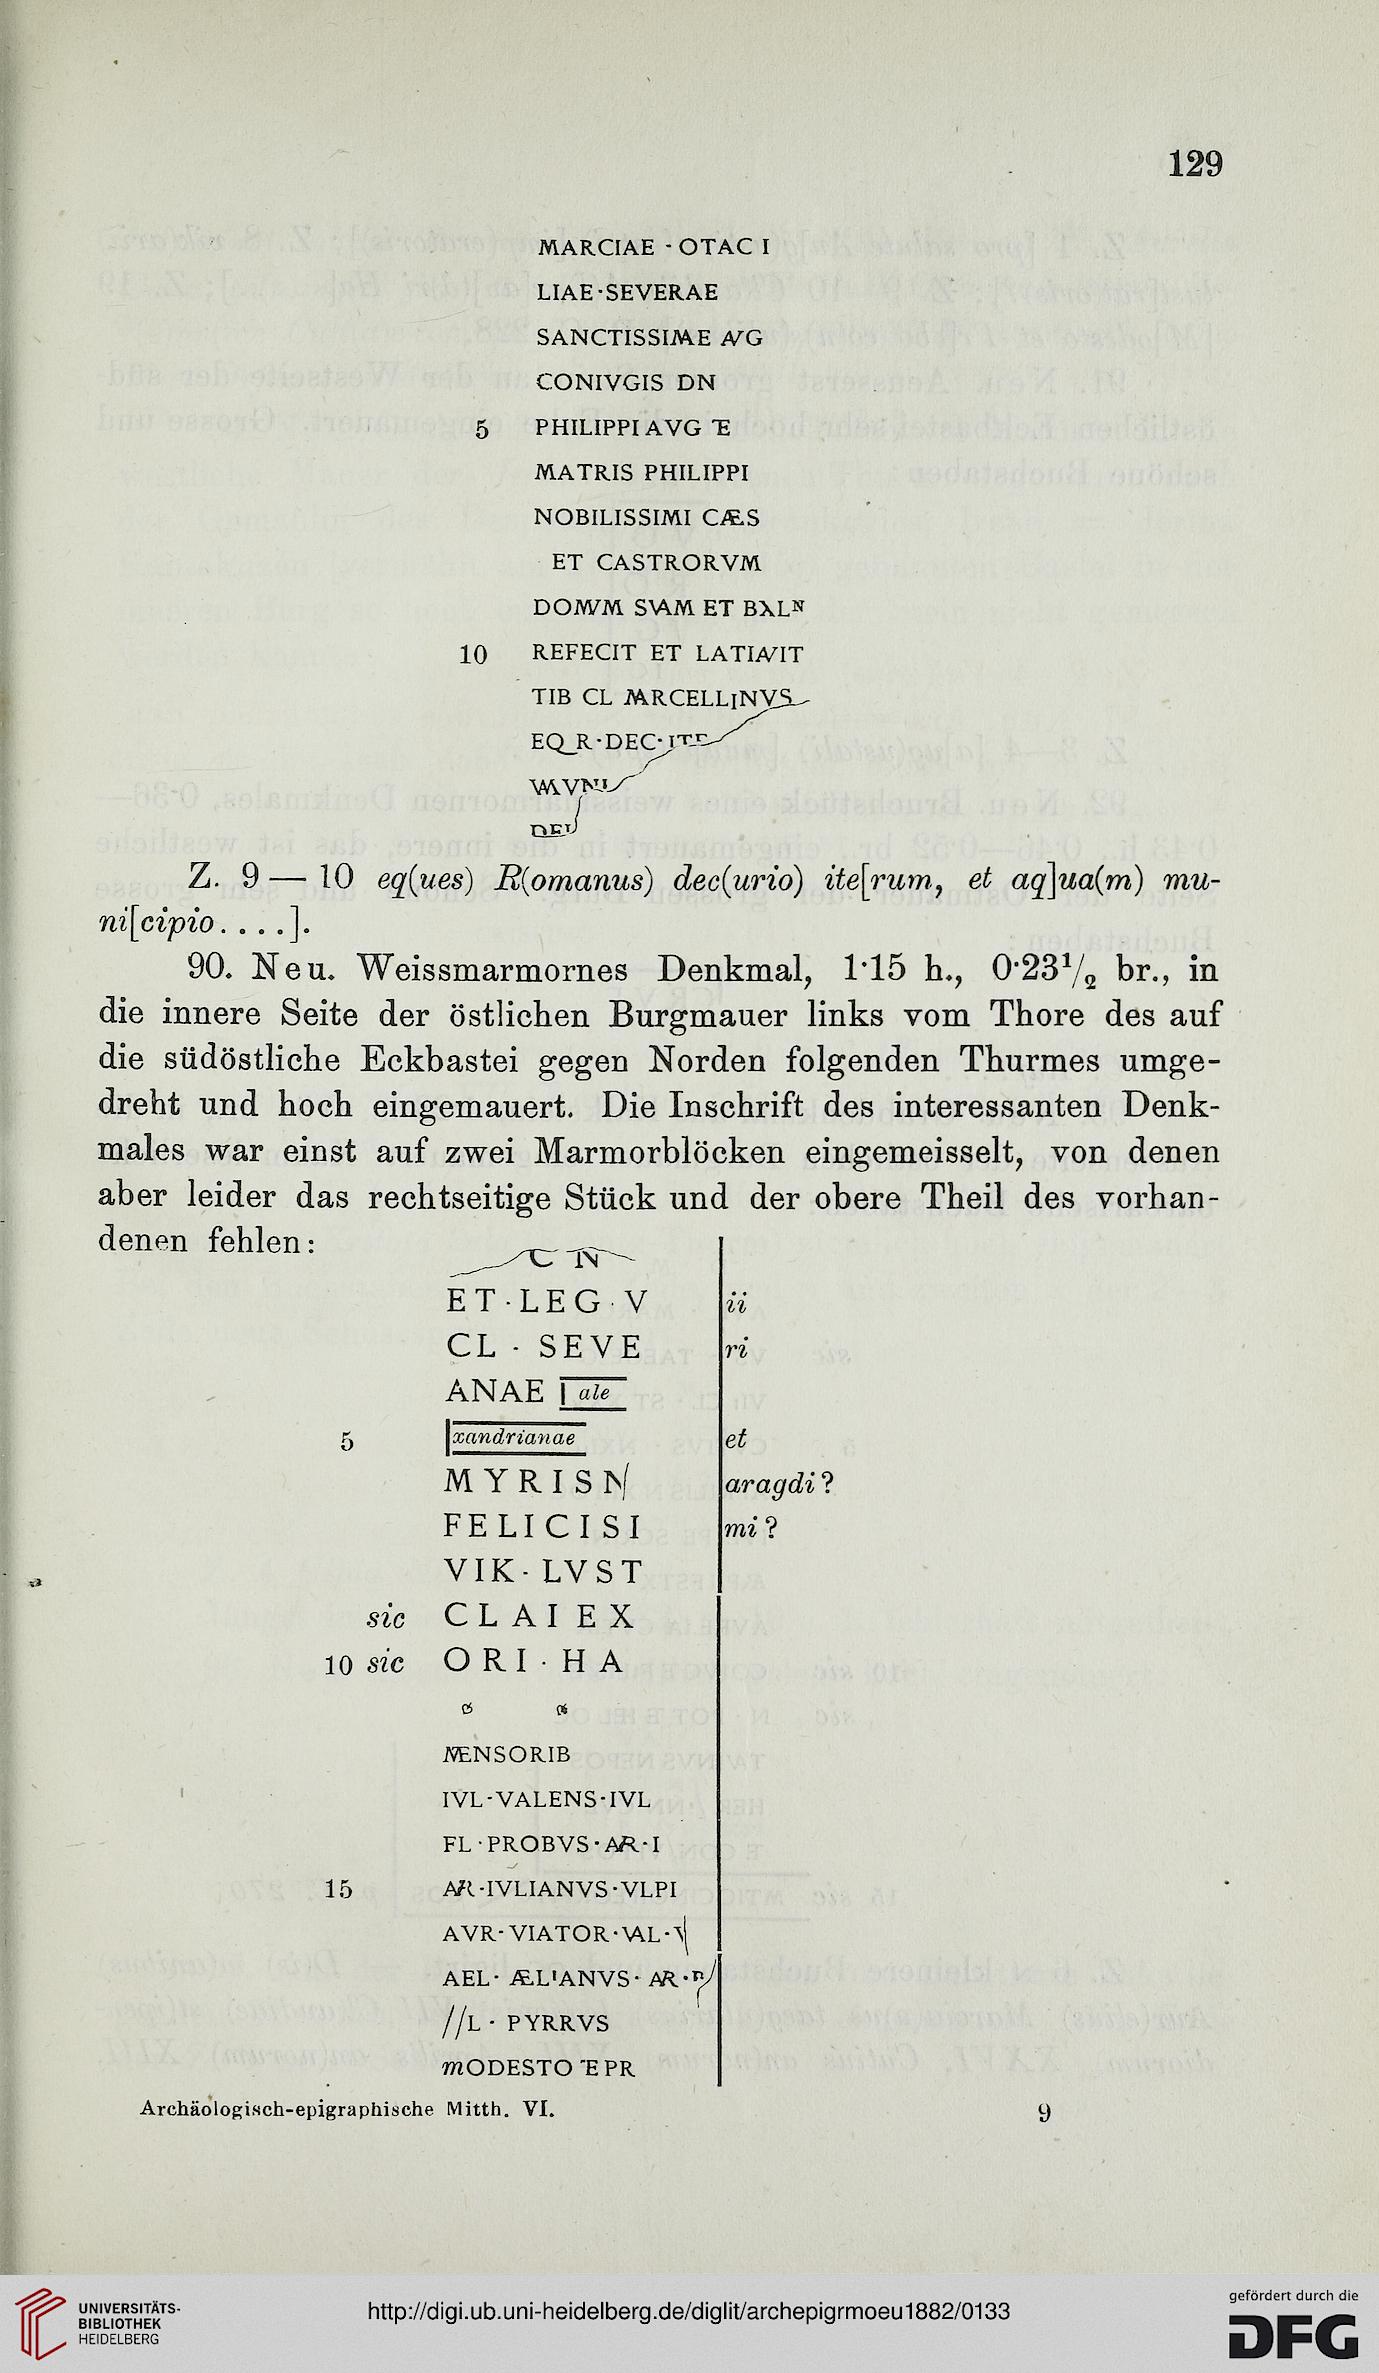 129
MARCIAE · OTAC I
LIAE · SEVERAE
SANCTISSIMAE AVG
CONIVGIS DN
5 PHILIPPI AVG ET
MATRIS PHILIPPI
NOBILISSIMI CAES
ET CASTRORVM
DOMVM SVAM ET BALN
10 REFECIT ET LATIAVIT
TIB CL MARCELLINVS
EQ R · DEC · ITE
MVNI
Z. 9 — 10 eq(ues) R(omanus) dec(urio) ite[rum, et aq]ua(m) mu-
ni[cipio . . . .].
90. Neu. Weissmarmornes Denkmal, 1·15 h., 0·23½ br., in
die innere Seite der östlichen Burgmauer links vom Thore des auf
die südöstliche Eckbastei gegen Norden folgenden Thurmes umge-
dreht und hoch eingemauert. Die Inschrift des interessanten Denk-
males war einst auf zwei Marmorblöcken eingemeisselt, von denen
aber leider das rechtseitige Stück und der obere Theil des vorhan-
denen fehlen:
C N
ET · LEG · V ii
CL · SEVE ri
ANAE ale
5 xandrianae et
MYRISN aragdi?
FELICISI mi?
VIK · LVST
sic CLAI EX
10 sic ORI · HA
MENSORIB
IVL · VALENS · IVL
FL · PROBVS · AVR · I
15 AVR · IVLIANVS · VLPI
AVR · VIATOR · VAL · V
AEL · AELIANVS · AVR ·
//L · PYRRVS
mODESTO ET PR
Archäologisch-epigraphische Mitth. VI. 9
UNIVERSITÄTS-
BIBLIOTHEK
HEIDELBERG
http://digi.ub.uni-heidelberg.de/diglit/archepigrmoeu1882/0133
gefördert durch die
DFG